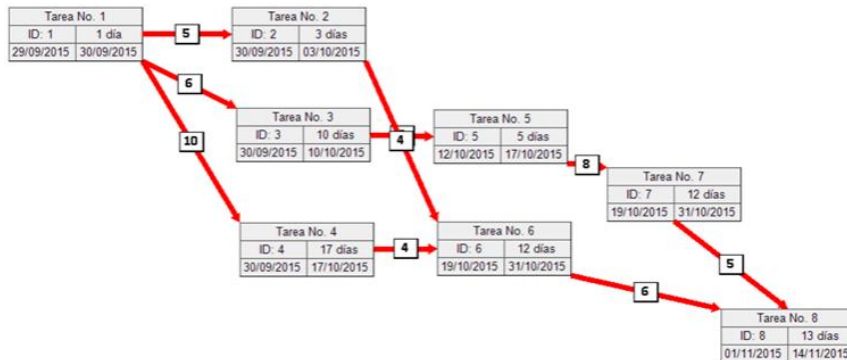 Tarea No. 1
ID: 1 1 día
29/09/2015 30/09/2015
5
Tarea No. 2
ID: 2 3 días
30/09/2015 03/10/2015
6
10
Tarea No. 3
ID: 3 10 días
30/09/2015 10/10/2015
4
Tarea No. 5
ID: 5 5 días
12/10/2015 17/10/2015
8
Tarea No. 7
ID: 7 12 días
19/10/2015 31/10/2015
Tarea No. 4
ID: 4 17 días
30/09/2015 17/10/2015
4
Tarea No. 6
ID: 6 12 días
19/10/2015 31/10/2015
5
6
Tarea No. 8
ID: 8 13 días
01/11/2015 14/11/2015